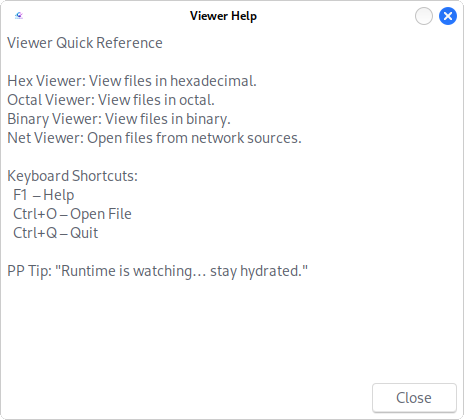 Viewer Help
Viewer Quick Reference
Hex Viewer: View files in hexadecimal.
Octal Viewer: View files in octal.
Binary Viewer: View files in binary.
Net Viewer: Open files from network sources.
Keyboard Shortcuts:
F1 – Help
Ctrl+O – Open File
Ctrl+Q – Quit
PP Tip: "Runtime is watching… stay hydrated."
Close